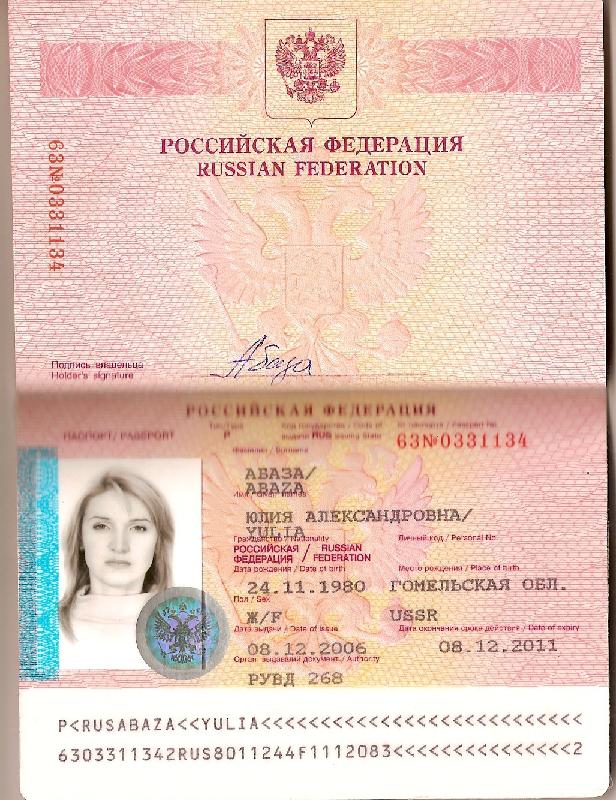 РОССИЙСКАЯ ФЕДЕРАЦИЯ
RUSSIAN FEDERATION
63№0331134
Подпись владельца
Holder's signature
Абаза
РОССИЙСКАЯ ФЕДЕРАЦИЯ
ПАСПОРТ/ PASSPORT
Тип/Type
P
Код государства / Code of
выдачи RUS issuing State
№ паспорта / Passport No.
63№0331134
Фамилия / Surname
АБАЗА/
ABAZA
Имя / Given names
ЮЛИЯ АЛЕКСАНДРОВНА/
YULIA
Гражданство / Nationality
Личный код / Personal No.
РОССИЙСКАЯ / RUSSIAN
ФЕДЕРАЦИЯ / FEDERATION
Дата рождения / Date of birth
Место рождения / Place of birth
24.11.1980 ГОМЕЛЬСКАЯ ОБЛ.
Пол / Sex
Ж/F USSR
Дата выдачи / Date of issue
Дата окончания срока действия / Date of expiry
08.12.2006 08.12.2011
Орган, выдавший документ / Authority
РУВД 268
P<RUSABAZA<<YULIA<<<<<<<<<<<<<<<<<<<<<<<<<<<
6303311342RUS8011244F1112083<<<<<<<<<<<<<<<2